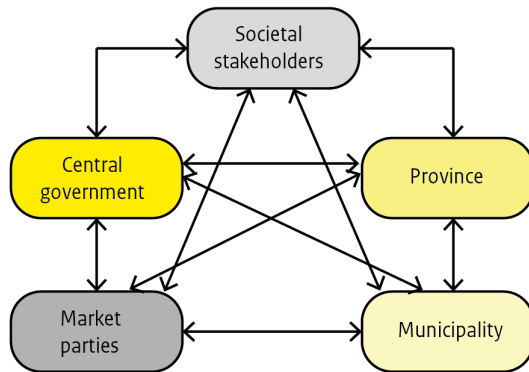 Societal
stakeholders
Central
government
Province
Market
parties
Municipality